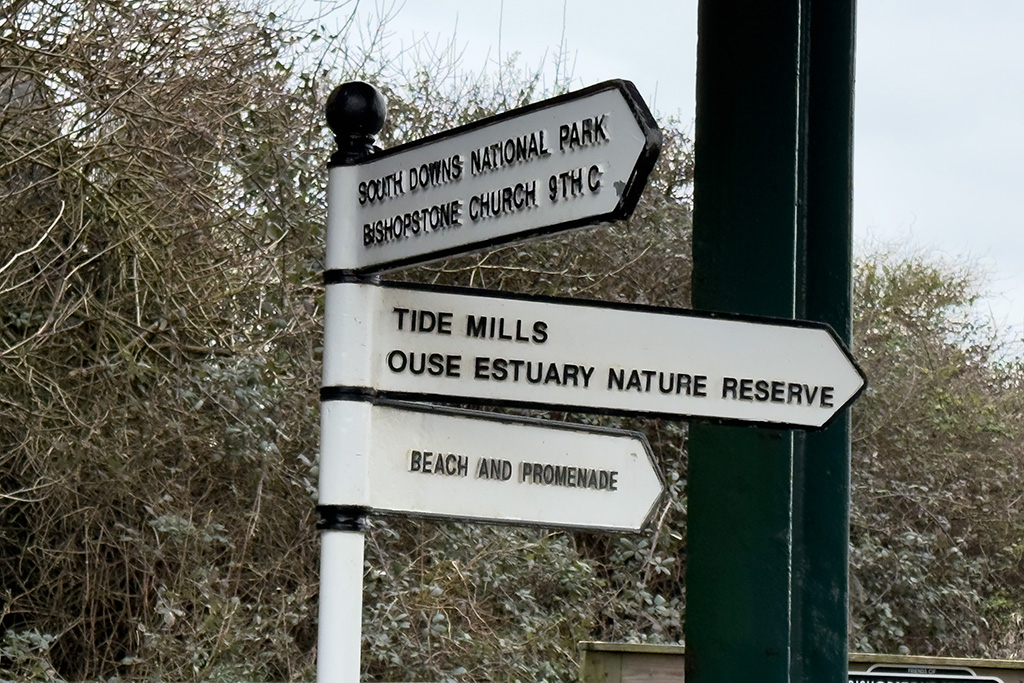 SOUTH DOWNS NATIONAL PARK
BISHOPSTONE CHURCH 9TH C
TIDE MILLS
OUSE ESTUARY NATURE RESERVE
BEACH AND PROMENADE